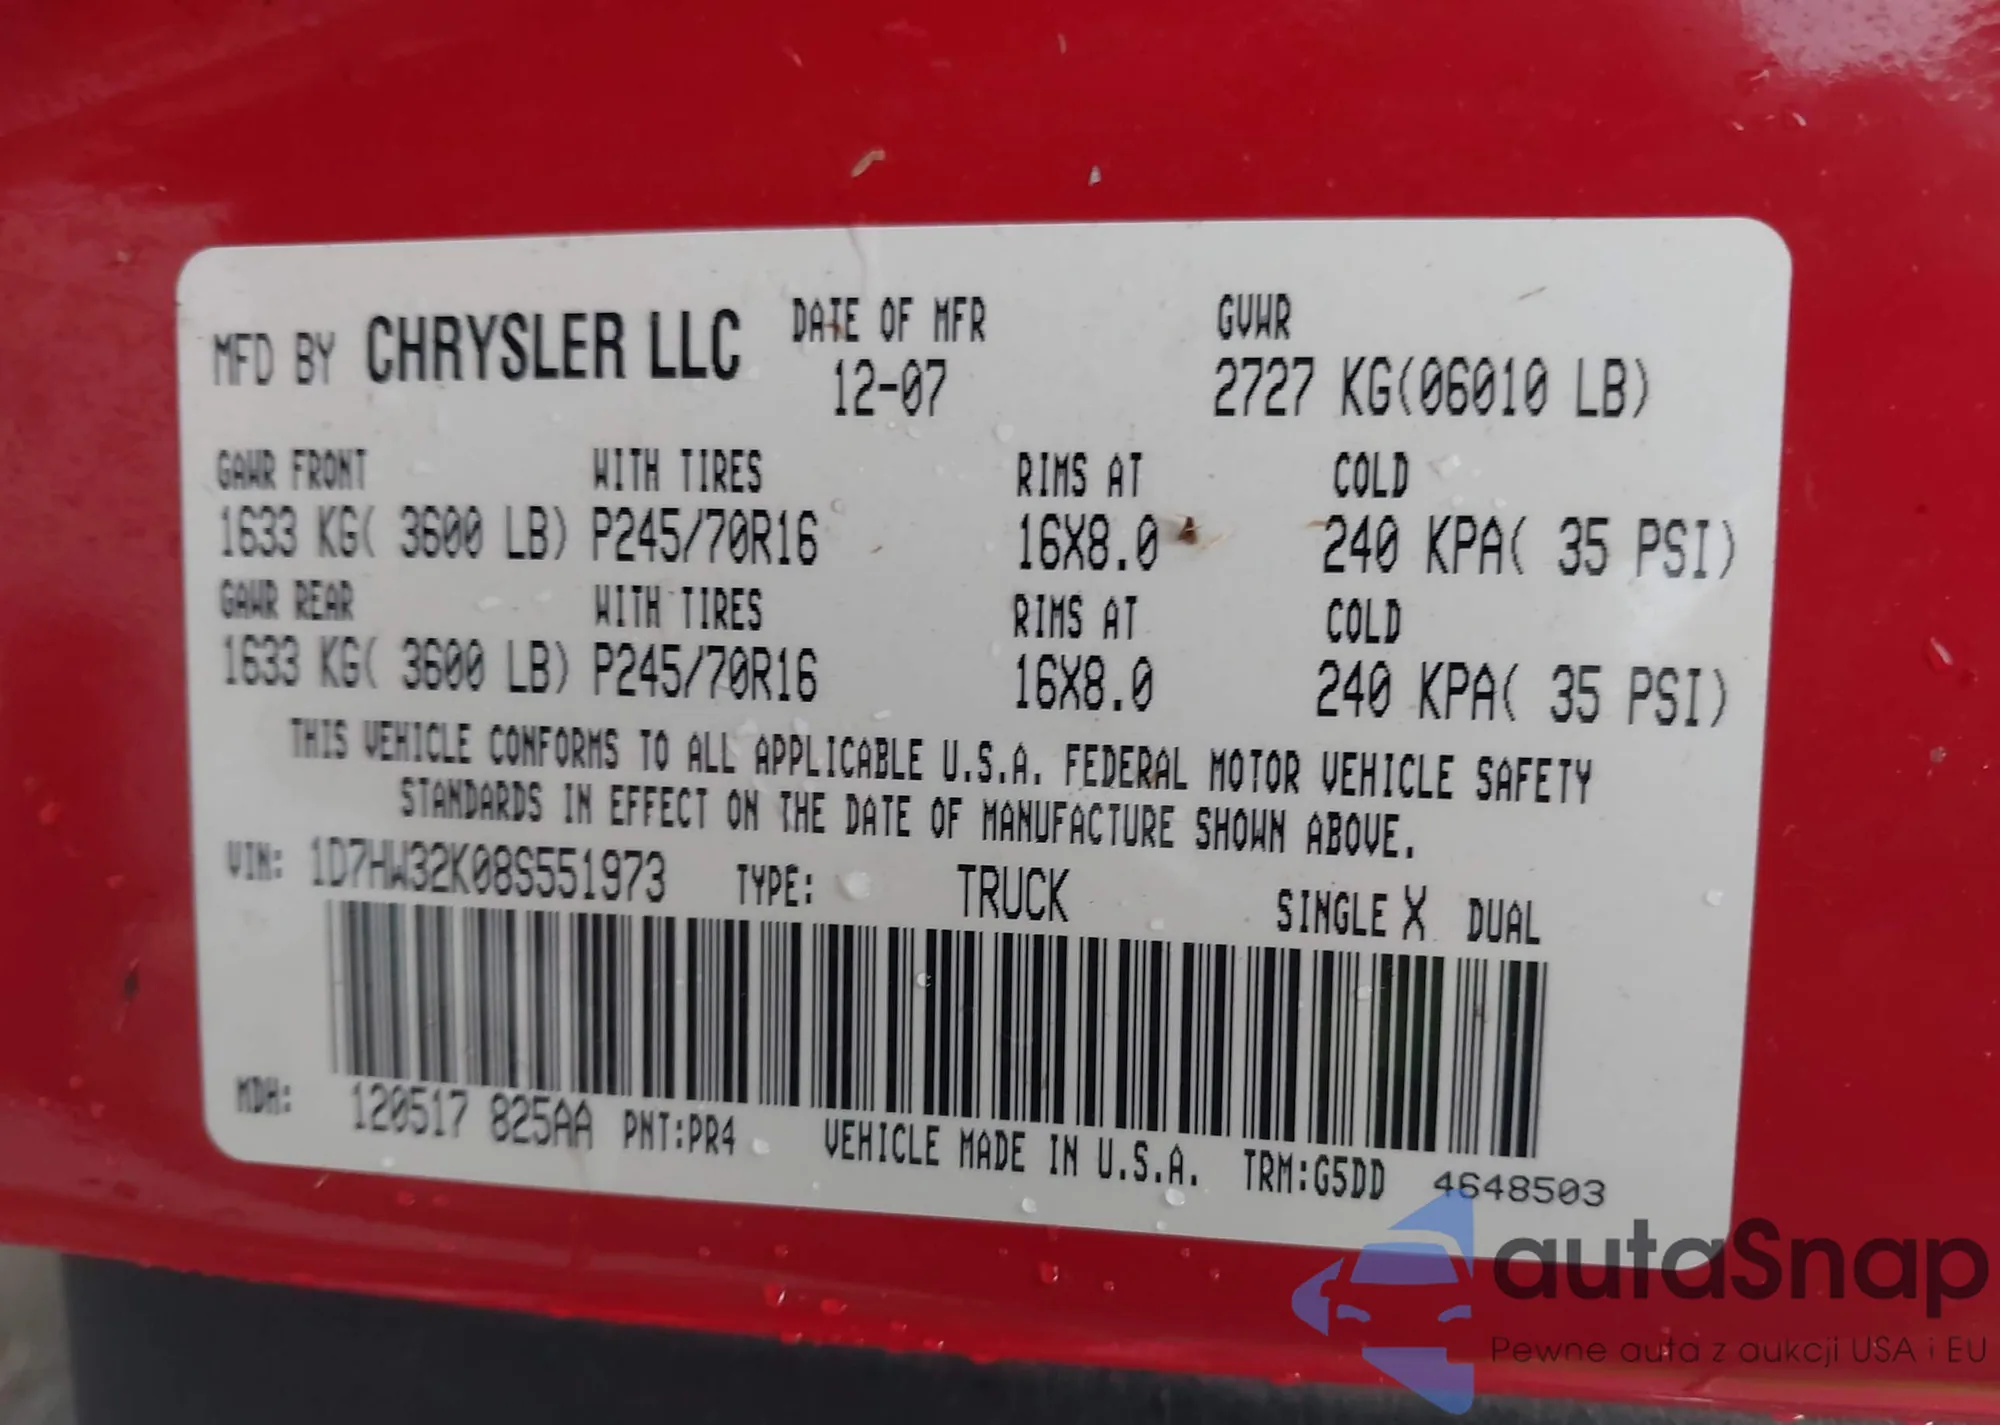 MFD BY CHRYSLER LLC DATE OF MFR GVWR
12-07 2727 KG(06010 LB)
GAWR FRONT WITH TIRES RIMS AT COLD
1633 KG( 3600 LB) P245/70R16 16X8.0 240 KPA( 35 PSI)
GAWR REAR WITH TIRES RIMS AT COLD
1633 KG( 3600 LB) P245/70R16 16X8.0 240 KPA( 35 PSI)
THIS VEHICLE CONFORMS TO ALL APPLICABLE U.S.A. FEDERAL MOTOR VEHICLE SAFETY
STANDARDS IN EFFECT ON THE DATE OF MANUFACTURE SHOWN ABOVE.
VIN: 1D7HW32K08S551973 TYPE: TRUCK SINGLE X DUAL
MDH: 120517 825AA PNT:PR4 VEHICLE MADE IN U.S.A. TRM:G5DD 4648503
autaSnap
Pewne auta z aukcji USA i EU